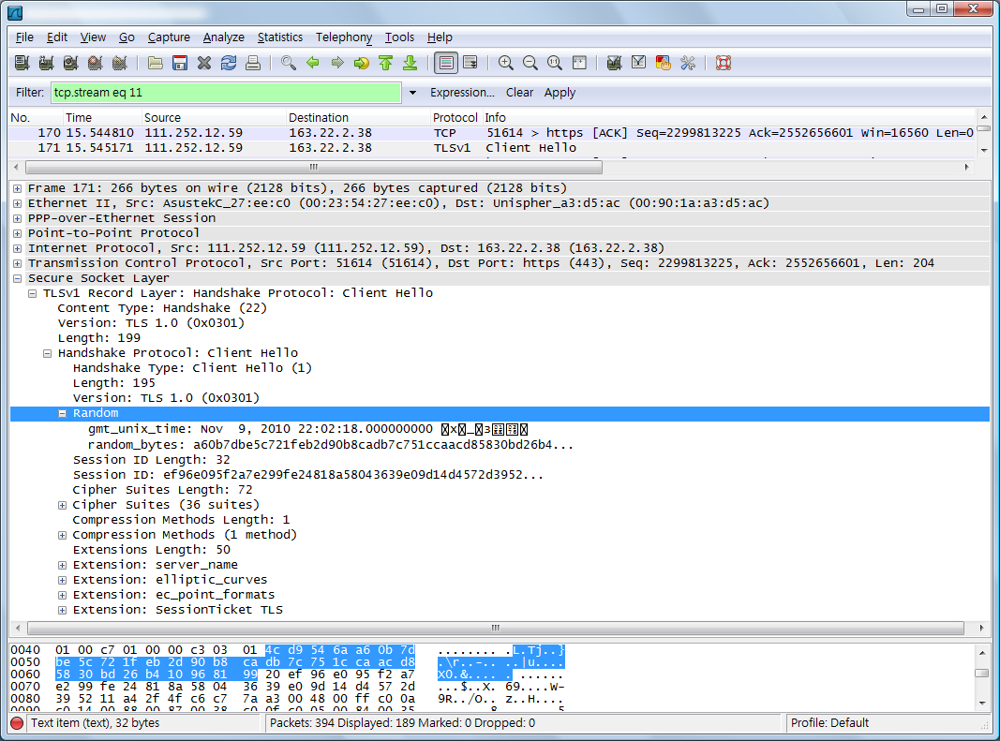 File Edit View Go Capture Analyze Statistics Telephony Tools Help
Filter: tcp.stream eq 11 Expression... Clear Apply
No. Time Source Destination Protocol Info
170 15.544810 111.252.12.59 163.22.2.38 TCP 51614 > https [ACK] Seq=2299813225 Ack=2552656601 Win=16560 Len=0
171 15.545171 111.252.12.59 163.22.2.38 TLSv1 Client Hello
Frame 171: 266 bytes on wire (2128 bits), 266 bytes captured (2128 bits)
Ethernet II, Src: AsustekC_27:ee:c0 (00:23:54:27:ee:c0), Dst: Unispher_a3:d5:ac (00:90:1a:a3:d5:ac)
PPP-over-Ethernet Session
Point-to-Point Protocol
Internet Protocol, Src: 111.252.12.59 (111.252.12.59), Dst: 163.22.2.38 (163.22.2.38)
Transmission Control Protocol, Src Port: 51614 (51614), Dst Port: https (443), Seq: 2299813225, Ack: 2552656601, Len: 204
Secure Socket Layer
TLSv1 Record Layer: Handshake Protocol: Client Hello
Content Type: Handshake (22)
Version: TLS 1.0 (0x0301)
Length: 199
Handshake Protocol: Client Hello
Handshake Type: Client Hello (1)
Length: 195
Version: TLS 1.0 (0x0301)
Random
gmt_unix_time: Nov  9, 2010 22:02:18.000000000
random_bytes: a60b7dbe5c721feb2d90b8cadb7c751ccaacd85830bd26b4...
Session ID Length: 32
Session ID: ef96e095f2a7e299fe24818a58043639e09d14d4572d3952...
Cipher Suites Length: 72
Cipher Suites (36 suites)
Compression Methods Length: 1
Compression Methods (1 method)
Extensions Length: 50
Extension: server_name
Extension: elliptic_curves
Extension: ec_point_formats
Extension: SessionTicket TLS
0040 01 00 c7 01 00 00 c3 03 01 4c d9 54 6a a6 0b 7d ........ .L.Tj..}
0050 be 5c 72 1f eb 2d 90 b8 ca db 7c 75 1c ca ac d8 .\r..-.. ..|u....
0060 58 30 bd 26 b4 10 96 81 99 20 ef 96 e0 95 f2 a7 X0.&.... . ......
0070 e2 99 fe 24 81 8a 58 04 36 39 e0 9d 14 d4 57 2d ...$..X. 69....W-
0080 39 52 11 a4 2f 4f c6 c7 7a a3 00 48 00 ff c0 0a 9R../O.. z..H....
Text item (text), 32 bytes Packets: 394 Displayed: 189 Marked: 0 Dropped: 0 Profile: Default